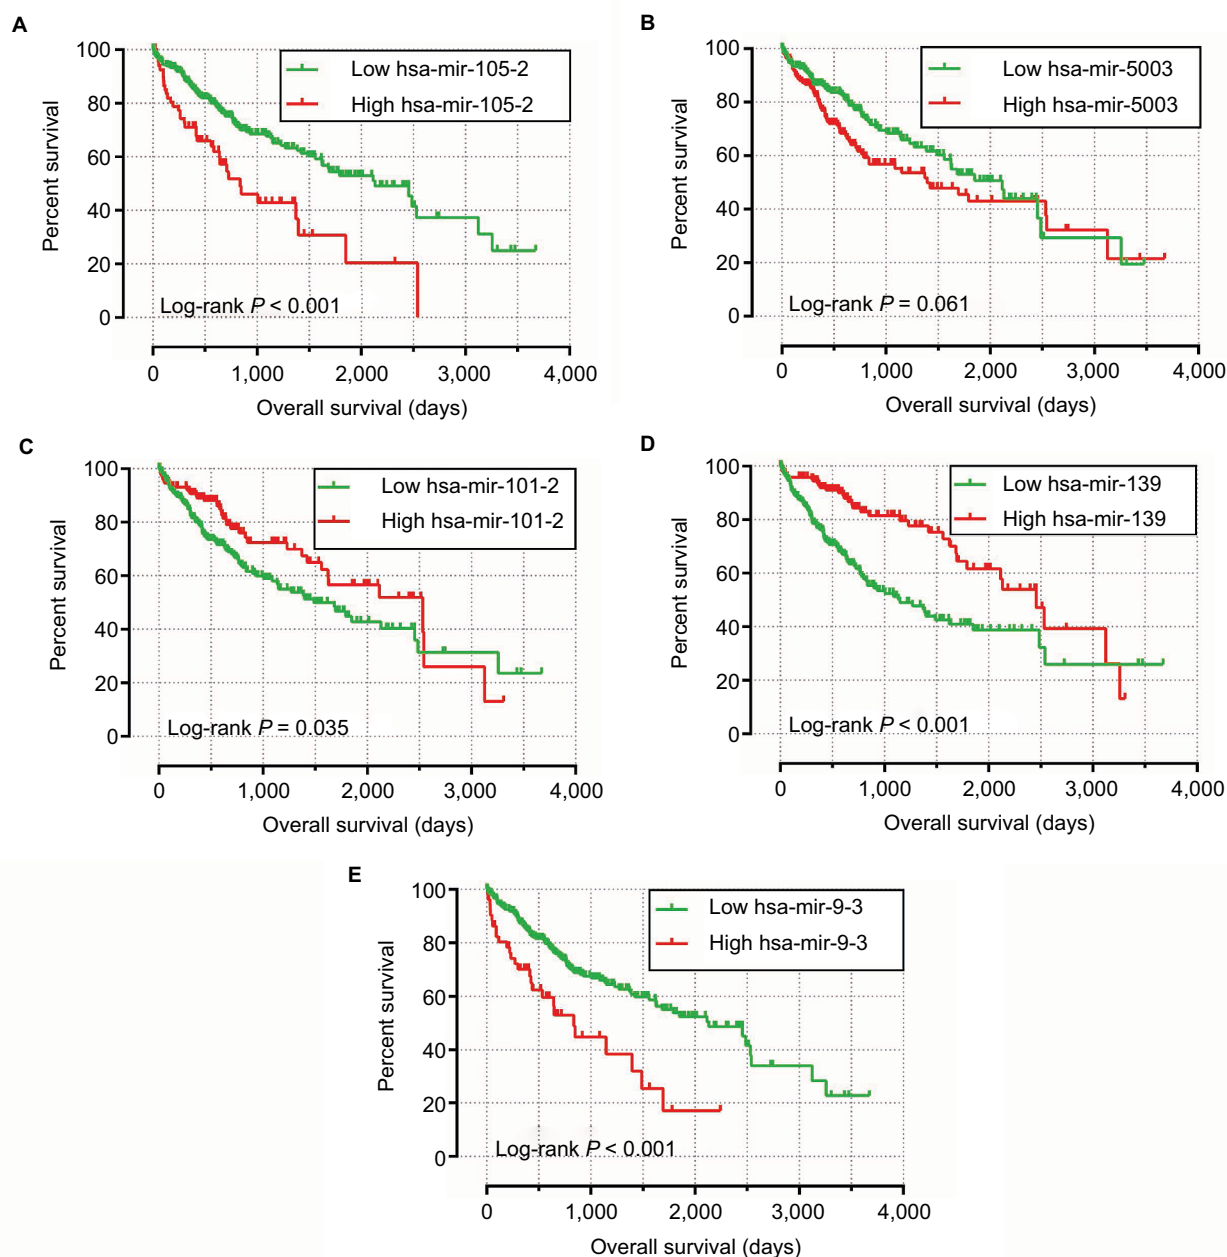 A
100
80
60
40
20
0
Percent survival
Low hsa-mir-105-2
High hsa-mir-105-2
Log-rank P < 0.001
0 1,000 2,000 3,000 4,000
Overall survival (days)
B
100
80
60
40
20
0
Percent survival
Low hsa-mir-5003
High hsa-mir-5003
Log-rank P = 0.061
0 1,000 2,000 3,000 4,000
Overall survival (days)
C
100
80
60
40
20
0
Percent survival
Low hsa-mir-101-2
High hsa-mir-101-2
Log-rank P = 0.035
0 1,000 2,000 3,000 4,000
Overall survival (days)
D
100
80
60
40
20
0
Percent survival
Low hsa-mir-139
High hsa-mir-139
Log-rank P < 0.001
0 1,000 2,000 3,000 4,000
Overall survival (days)
E
100
80
60
40
20
0
Percent survival
Low hsa-mir-9-3
High hsa-mir-9-3
Log-rank P < 0.001
0 1,000 2,000 3,000 4,000
Overall survival (days)